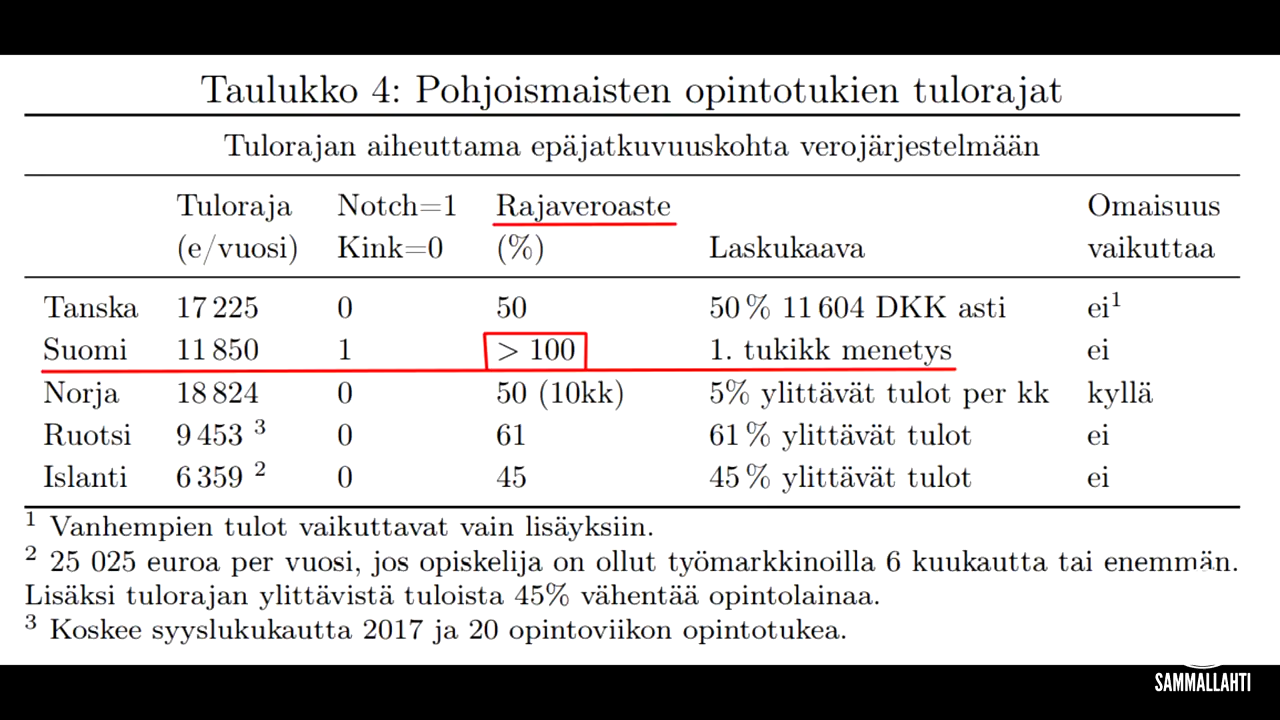 Taulukko 4: Pohjoismaisten opintotukien tulorajat
Tulorajan aiheuttama epäjatkuvuuskohta verojärjestelmään
Tuloraja Notch=1 Rajaveroaste Omaisuus
(e/vuosi) Kink=0 (%) Laskukaava vaikuttaa
Tanska 17 225 0 50 50 % 11 604 DKK asti ei¹
Suomi 11 850 1 > 100 1. tukikk menetys ei
Norja 18 824 0 50 (10kk) 5% ylittävät tulot per kk kyllä
Ruotsi 9 453 ³ 0 61 61 % ylittävät tulot ei
Islanti 6 359 ² 0 45 45 % ylittävät tulot ei
¹ Vanhempien tulot vaikuttavat vain lisäyksiin.
² 25 025 euroa per vuosi, jos opiskelija on ollut työmarkkinoilla 6 kuukautta tai enemmän.
Lisäksi tulorajan ylittävistä tuloista 45% vähentää opintolainaa.
³ Koskee syyslukukautta 2017 ja 20 opintoviikon opintotukea.
SAMMALLAHTI